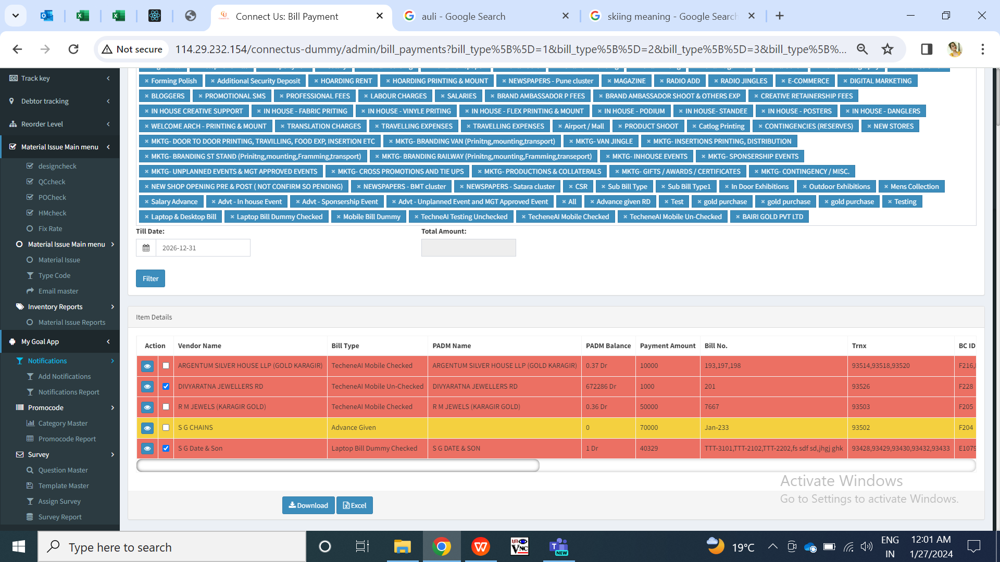 Connect Us: Bill Payment
auli - Google Search
skiing meaning - Google Search
Not secure
114.29.232.154/connectus-dummy/admin/bill_payments?bill_type%5B%5D=1&bill_type%5B%5D=2&bill_type%5B%5D=3&bill_type%5B%...
Track key
Debtor tracking
Reorder Level
Material Issue Main menu
designcheck
QCcheck
POCheck
HMcheck
Fix Rate
Material Issue Main menu
Material Issue
Type Code
Email master
Inventory Reports
Material Issue Reports
My Goal App
Notifications
Add Notifications
Notifications Report
Promocode
Category Master
Promocode Report
Survey
Question Master
Template Master
Assign Survey
Survey Report
× Forming Polish × Additional Security Deposit × HOARDING RENT × HOARDING PRINTING & MOUNT × NEWSPAPERS - Pune cluster × MAGAZINE × RADIO ADD × RADIO JINGLES × E-COMMERCE × DIGITAL MARKETING
× BLOGGERS × PROMOTIONAL SMS × PROFESSIONAL FEES × LABOUR CHARGES × SALARIES × BRAND AMBASSADOR P FEES × BRAND AMBASSADOR SHOOT & OTHERS EXP × CREATIVE RETAINERSHIP FEES
× IN HOUSE CREATIVE SUPPORT × IN HOUSE - FABRIC PRITING × IN HOUSE - VINYLE PRITING × IN HOUSE - FLEX PRINTING & MOUNT × IN HOUSE - PODIUM × IN HOUSE- STANDEE × IN HOUSE - POSTERS × IN HOUSE - DANGLERS
× WELCOME ARCH - PRINTING & MOUNT × TRANSLATION CHARGES × TRAVELLING EXPENSES × TRAVELLING EXPENSES × Airport / Mall × PRODUCT SHOOT × Catlog Printing × CONTINGENCIES (RESERVES) × NEW STORES
× MKTG- DOOR TO DOOR PRINTING, TRAVILLING, FOOD EXP, INSERTION ETC × MKTG- BRANDING VAN (Prinitng,mounting,transport) × MKTG- VAN JINGLE × MKTG- INSERTIONS PRINTING, DISTRIBUTION
× MKTG- BRANDING ST STAND (Prinitng,mounting,Framming,transport) × MKTG- BRANDING RAILWAY (Prinitng,mounting,Framming,transeport) × MKTG- INHOUSE EVENTS × MKTG- SPONSERSHIP EVENTS
× MKTG- UNPLANNED EVENTS & MGT APPROVED EVENTS × MKTG- CROSS PROMOTIONS AND TIE UPS × MKTG- PRODUCTIONS & COLLATERALS × MKTG- GIFTS / AWARDS / CERTIFICATES × MKTG- CONTINGENCY / MISC.
× NEW SHOP OPENING PRE & POST ( NOT CONFIRM SO PENDING) × NEWSPAPERS - BMT cluster × NEWSPAPERS - Satara cluster × CSR × Sub Bill Type × Sub Bill Type1 × In Door Exhibitions × Outdoor Exhibitions × Mens Collection
× Salary Advance × Advt - In house Event × Advt - Sponsership Event × Advt - Unplanned Event and MGT Approved Event × All × Advance given RD × Test × gold purchase × gold purchase × gold purchase × Testing
× Laptop & Desktop Bill × Laptop Bill Dummy Checked × Mobile Bill Dummy × TechneAI Testing Unchecked × TecheneAI Mobile Checked × TecheneAI Mobile Un-Checked × BAIRI GOLD PVT LTD
Till Date: Total Amount:
2026-12-31
Filter
Item Details
Action Vendor Name Bill Type PADM Name PADM Balance Payment Amount Bill No. Trnx BC ID
ARGENTUM SILVER HOUSE LLP (GOLD KARAGIR) TecheneAI Mobile Checked ARGENTUM SILVER HOUSE LLP (GOLD KARAGIR) 0.37 Dr 10000 193,197,198 93514,93518,93520 F216,
DIVYARATNA JEWELLERS RD TecheneAI Mobile Un-Checked DIVYARATNA JEWELLERS RD 672286 Dr 1000 201 93526 F228
R M JEWELS (KARAGIR GOLD) TecheneAI Mobile Checked R M JEWELS (KARAGIR GOLD) 0.36 Dr 50000 7667 93503 F205
S G CHAINS Advance Given 0 70000 Jan-233 93502 F204
S G Date & Son Laptop Bill Dummy Checked S G DATE & SON 1 Dr 40329 TTT-3101,TTT-2102,TTT-2202,fs sdf sd,jhgj ghk 93428,93429,93430,93432,93433 E1079
Download Excel
Activate Windows
Go to Settings to activate Windows.
Type here to search
NEW
19°C
ENG
IN
12:01 AM
1/27/2024